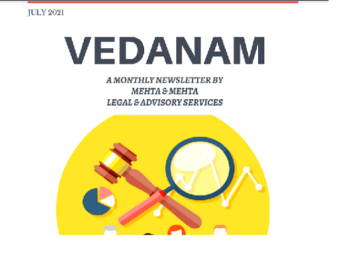 JULY 2021
VEDANAM
A MONTHLY NEWSLETTER BY
MEHTA & MEHTA
LEGAL & ADVISORY SERVICES